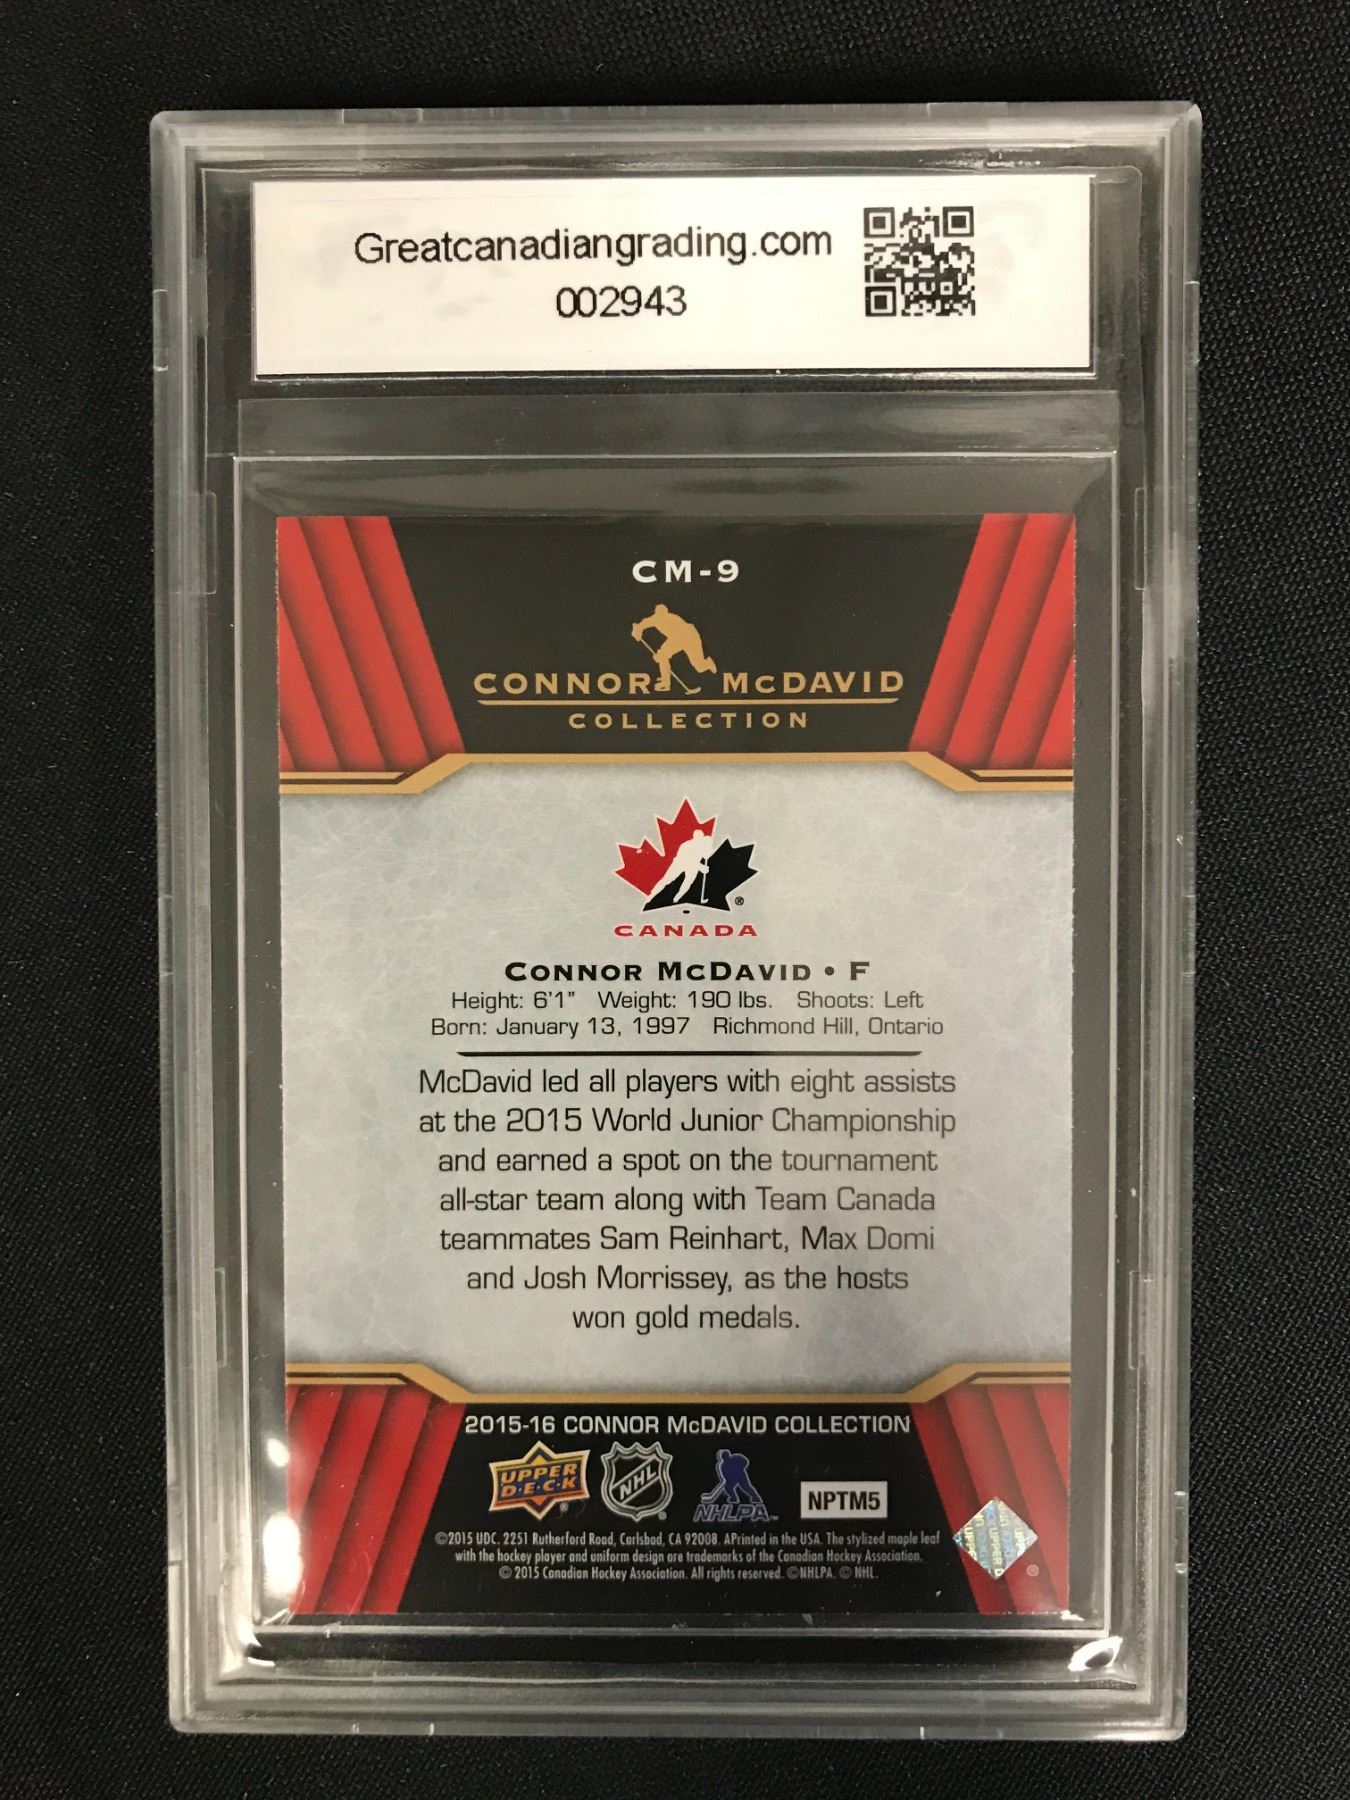 Greatcanadiangrading.com
002943
CM-9
CONNOR McDAVID
COLLECTION
®
CANADA
CONNOR McDAVID • F
Height: 6'1" Weight: 190 lbs. Shoots: Left
Born: January 13, 1997 Richmond Hill, Ontario
McDavid led all players with eight assists
at the 2015 World Junior Championship
and earned a spot on the tournament
all-star team along with Team Canada
teammates Sam Reinhart, Max Domi
and Josh Morrissey, as the hosts
won gold medals.
2015-16 CONNOR McDAVID COLLECTION
UPPER
D·E·C·K
®
NHL
NHLPA
NPTM5
©2015 UDC. 2251 Rutherford Road, Carlsbad, CA 92008. APrinted in the USA. The stylized maple leaf
with the hockey player and uniform design are trademarks of the Canadian Hockey Association.
© 2015 Canadian Hockey Association. All rights reserved. ©NHLPA. © NHL.
®